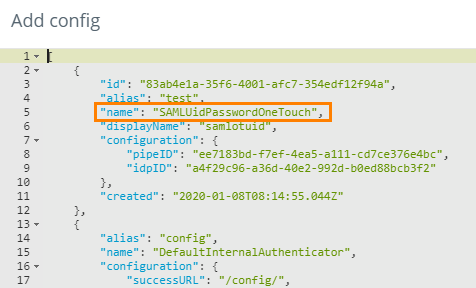 Add config
1 [
2 {
3 "id": "83ab4e1a-35f6-4001-afc7-354edf12f94a",
4 "alias": "test",
5 "name": "SAMLUidPasswordOneTouch",
6 "displayName": "samlotuid",
7 "configuration": {
8 "pipeID": "ee7183bd-f7ef-4ea5-a111-cd7ce376e4bc",
9 "idpID": "a4f29c96-a36d-40e2-992d-b0ed88bcb3f2"
10 },
11 "created": "2020-01-08T08:14:55.044Z"
12 },
13 {
14 "alias": "config",
15 "name": "DefaultInternalAuthenticator",
16 "configuration": {
17 "successURL": "/config/",